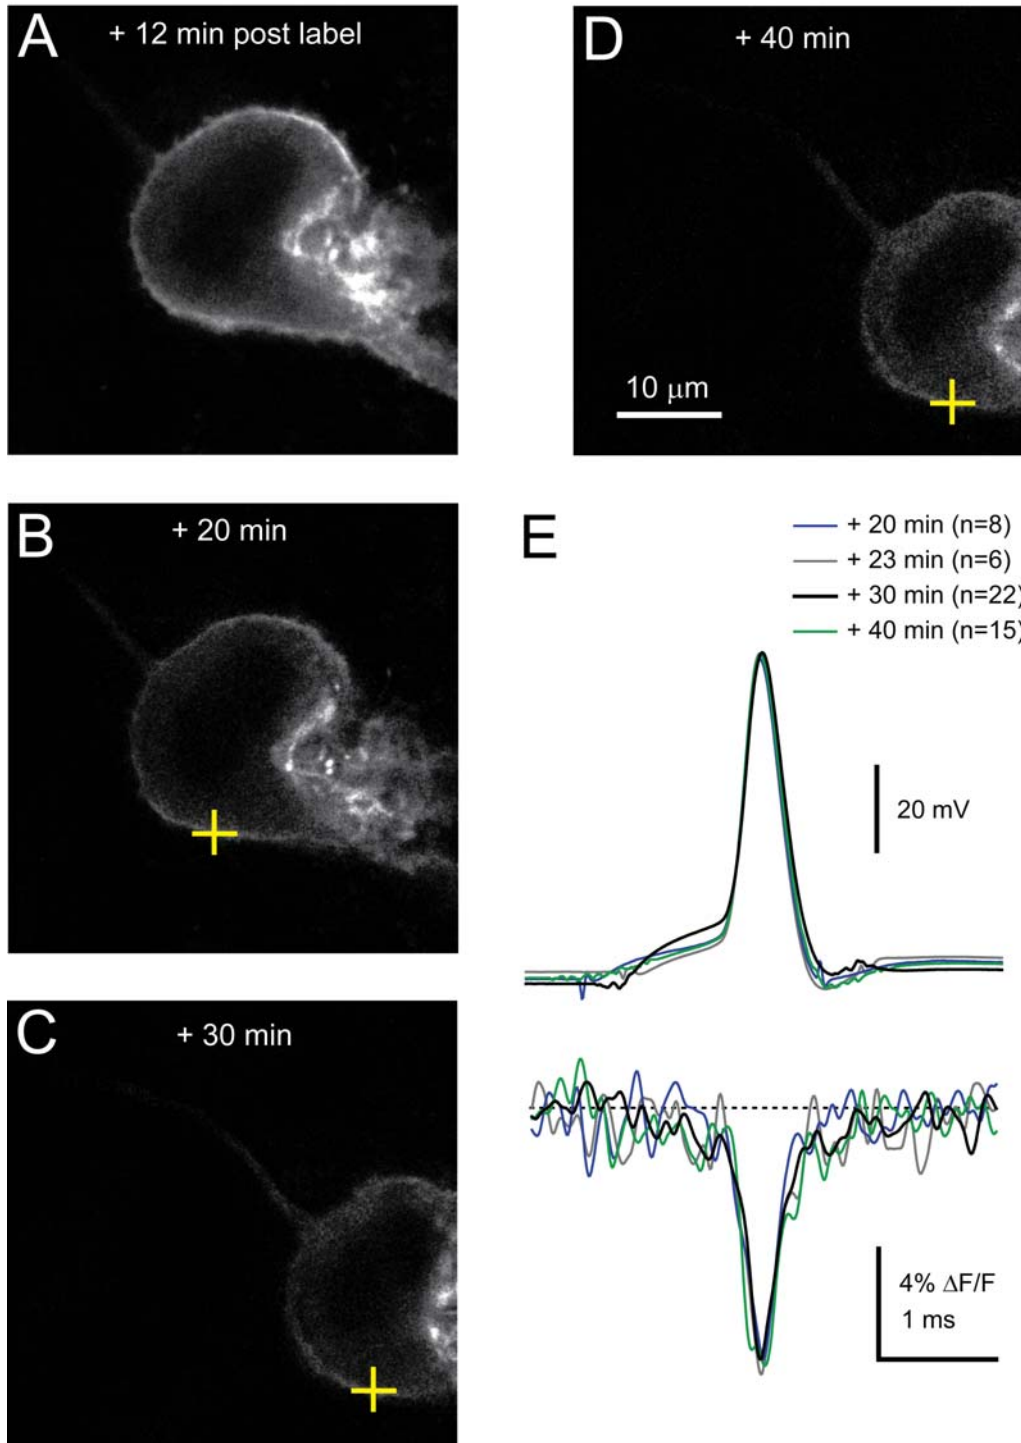 A
+ 12 min post label
D
+ 40 min
10 μm
B
+ 20 min
E
+ 20 min (n=8)
+ 23 min (n=6)
+ 30 min (n=22)
+ 40 min (n=15)
20 mV
C
+ 30 min
4% ΔF/F
1 ms